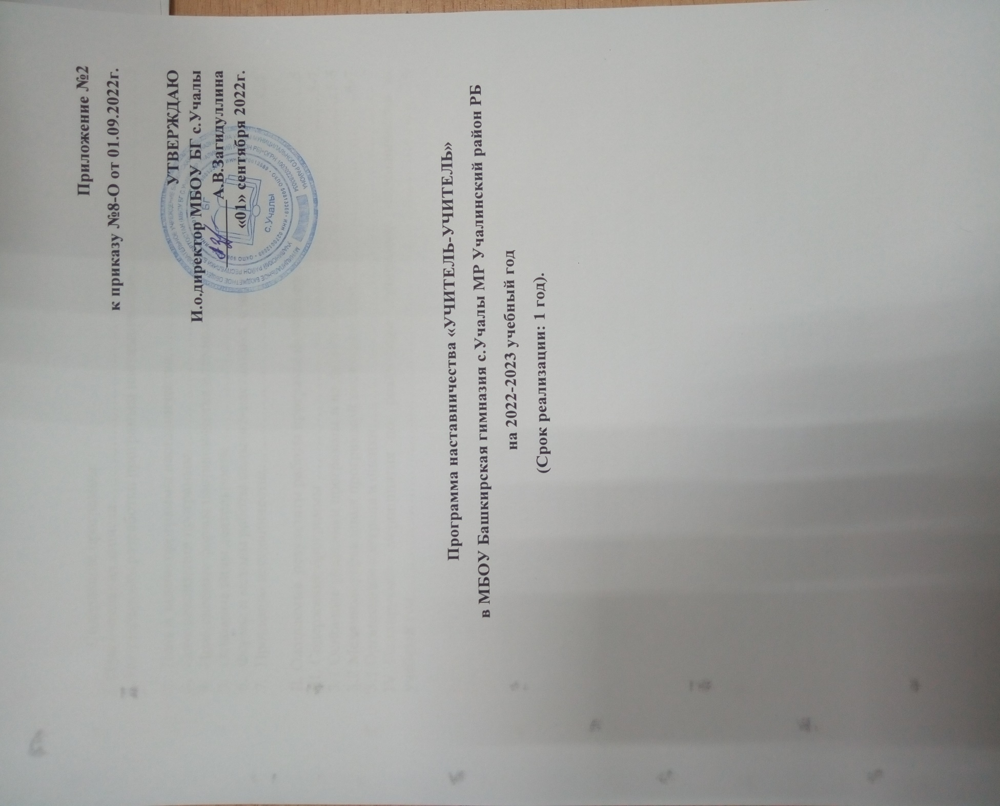 Приложение №2
к приказу №8-О от 01.09.2022г.
УТВЕРЖДАЮ
И.о.директор МБОУ БГ с.Учалы
А.В.Загидуллина
«01» сентября 2022г.
БГ
с.Учалы
Программа наставничества «УЧИТЕЛЬ-УЧИТЕЛЬ»
в МБОУ Башкирская гимназия с.Учалы МР Учалинский район РБ
на 2022-2023 учебный год
(Срок реализации: 1 год).